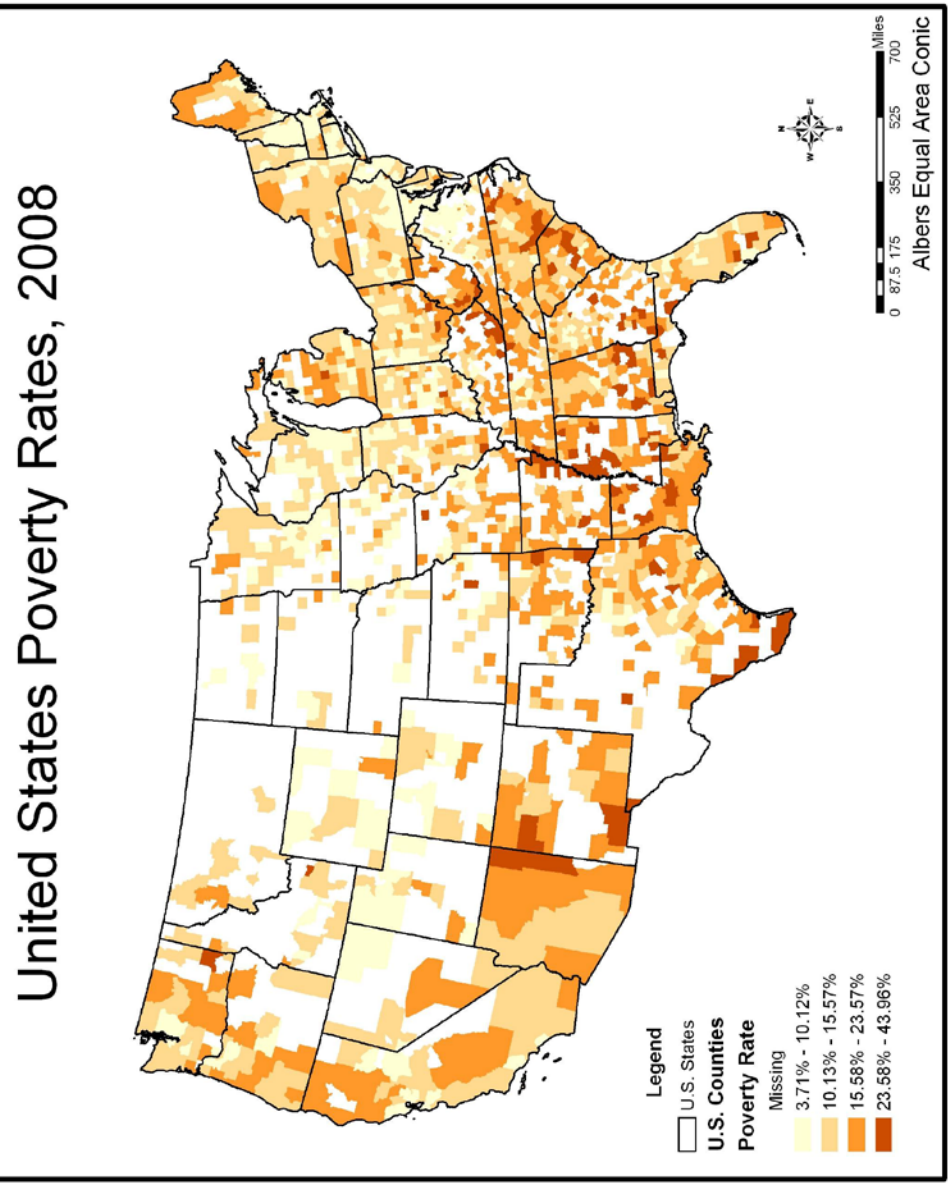 United States Poverty Rates, 2008
Legend
U.S. States
U.S. Counties
Poverty Rate
Missing
3.71% - 10.12%
10.13% - 15.57%
15.58% - 23.57%
23.58% - 43.96%
N
W E
S
0 87.5 175 350 525 700 Miles
Albers Equal Area Conic